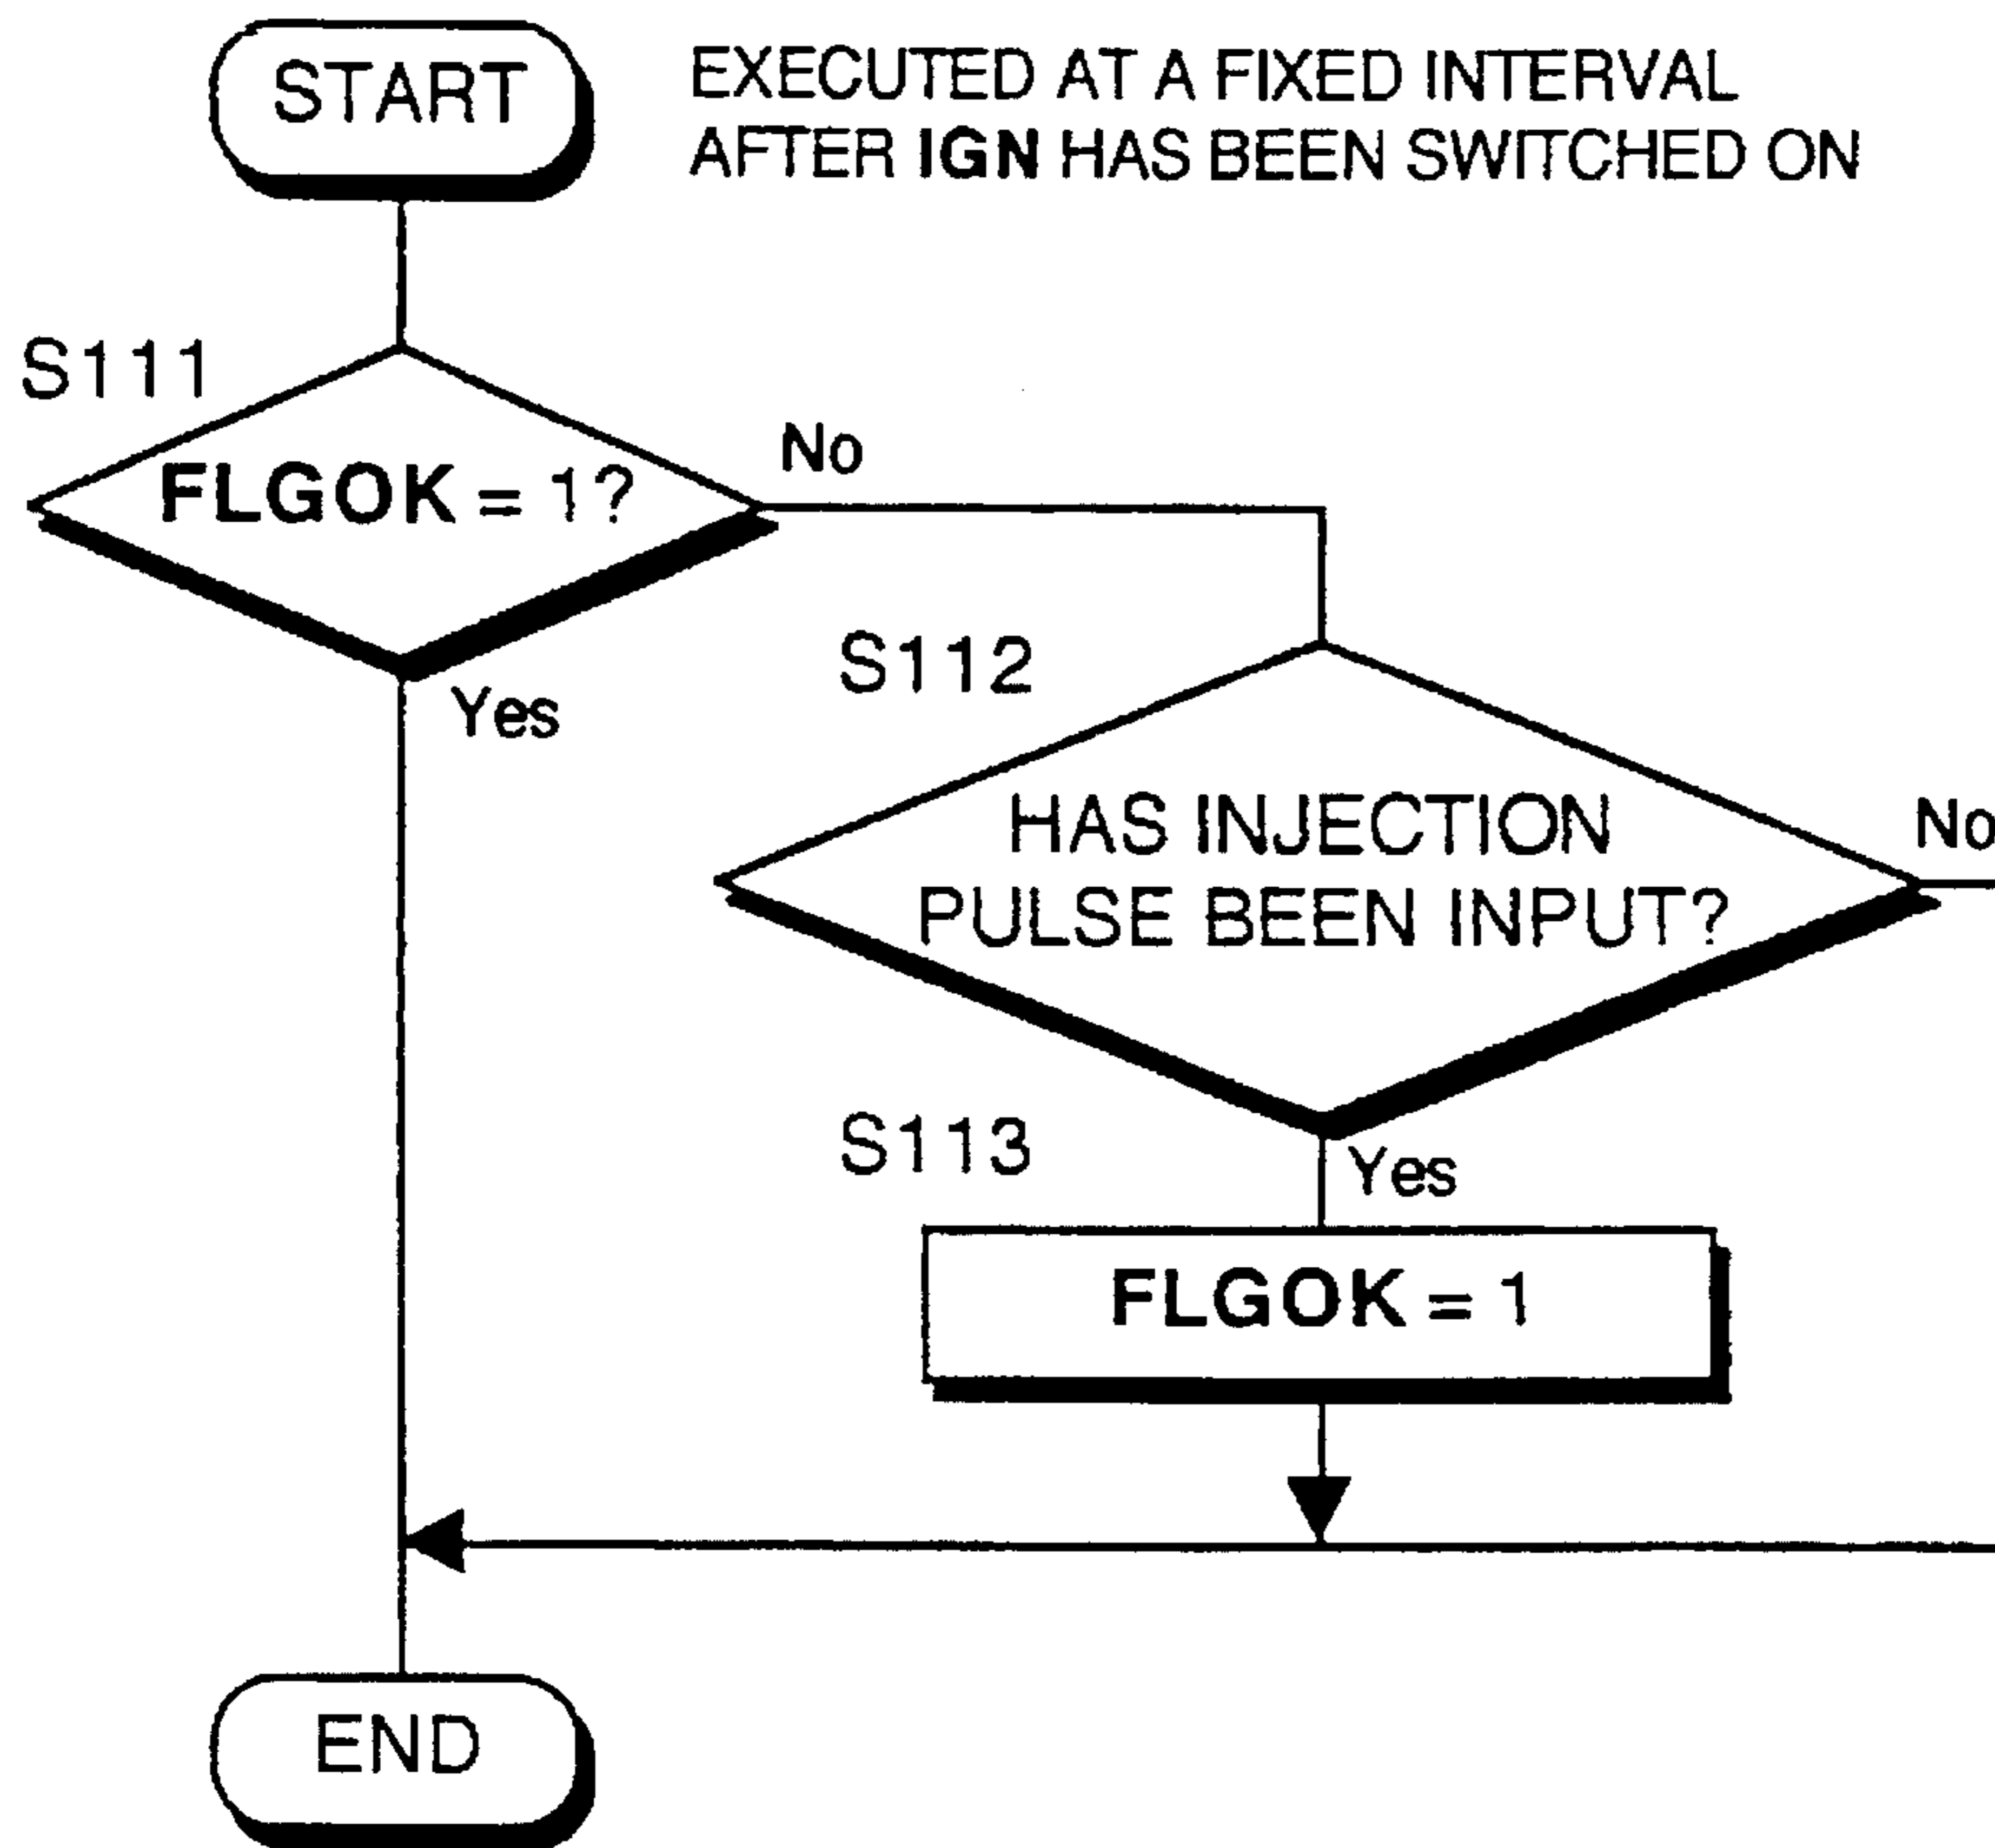 START
EXECUTED AT A FIXED INTERVAL
AFTER IGN HAS BEEN SWITCHED ON
S111
FLGOK = 1?
No
Yes
S112
HAS INJECTION
PULSE BEEN INPUT?
No
S113
Yes
FLGOK = 1
END